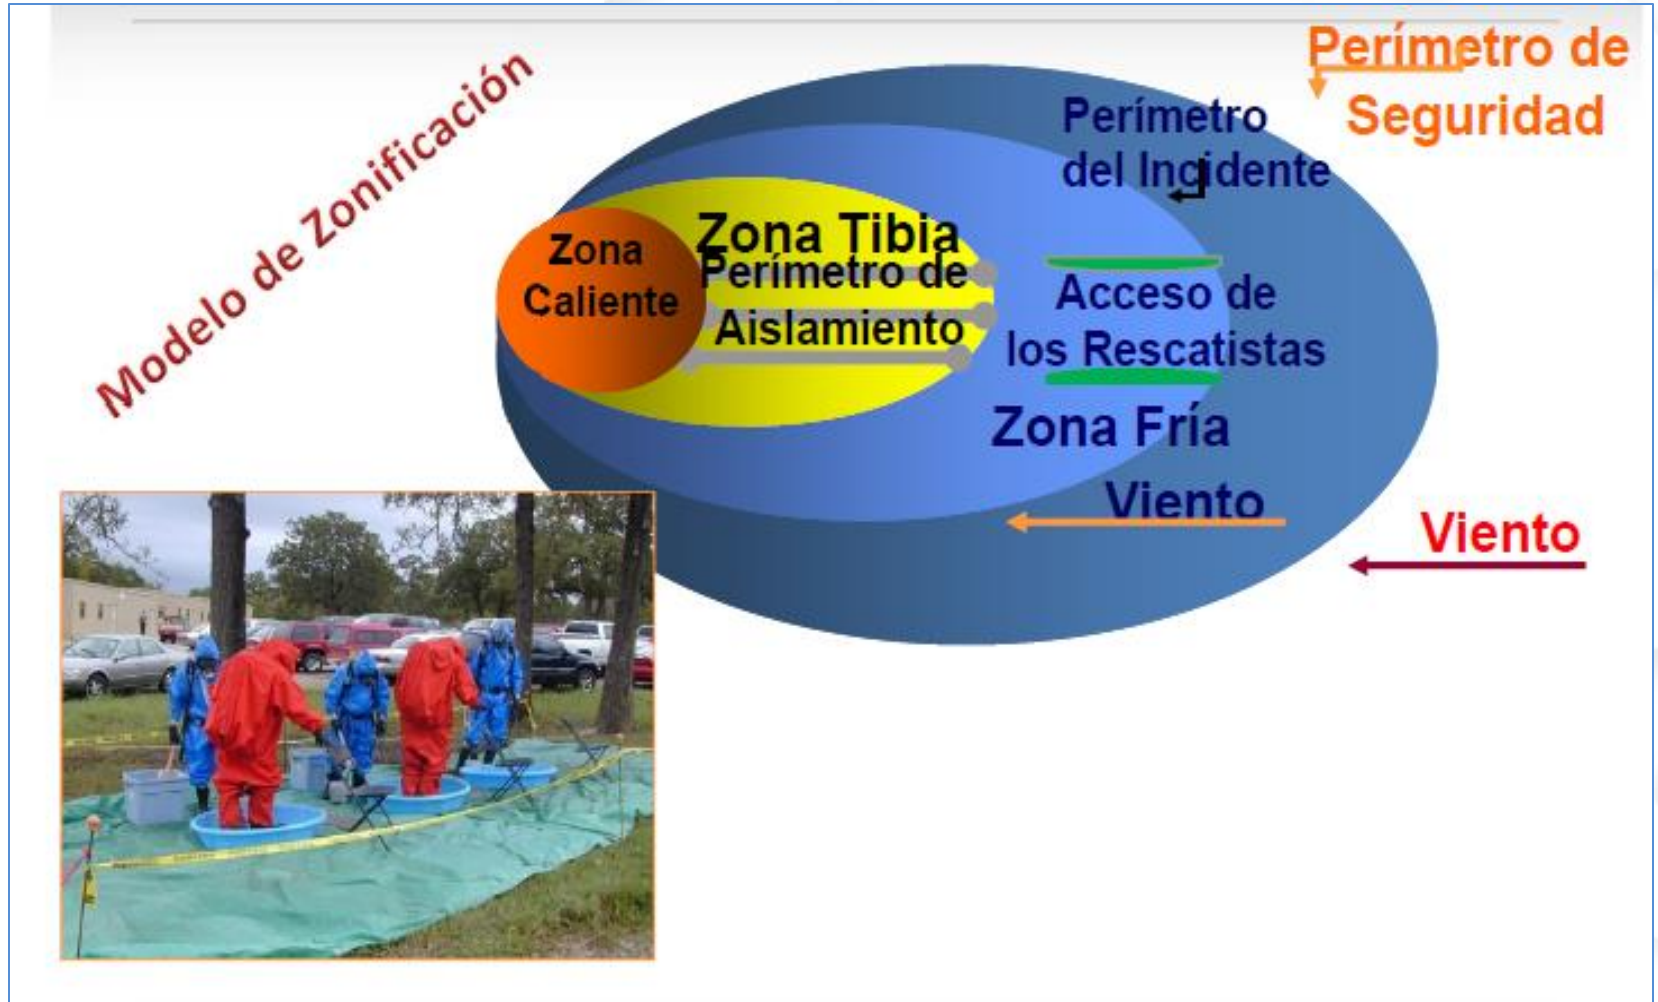 Modelo de Zonificación
Perímetro de
Seguridad
Perímetro
del Incidente
Zona Tibia
Perímetro de
Aislamiento
Zona
Caliente
Acceso de
los Rescatistas
Zona Fría
Viento
Viento